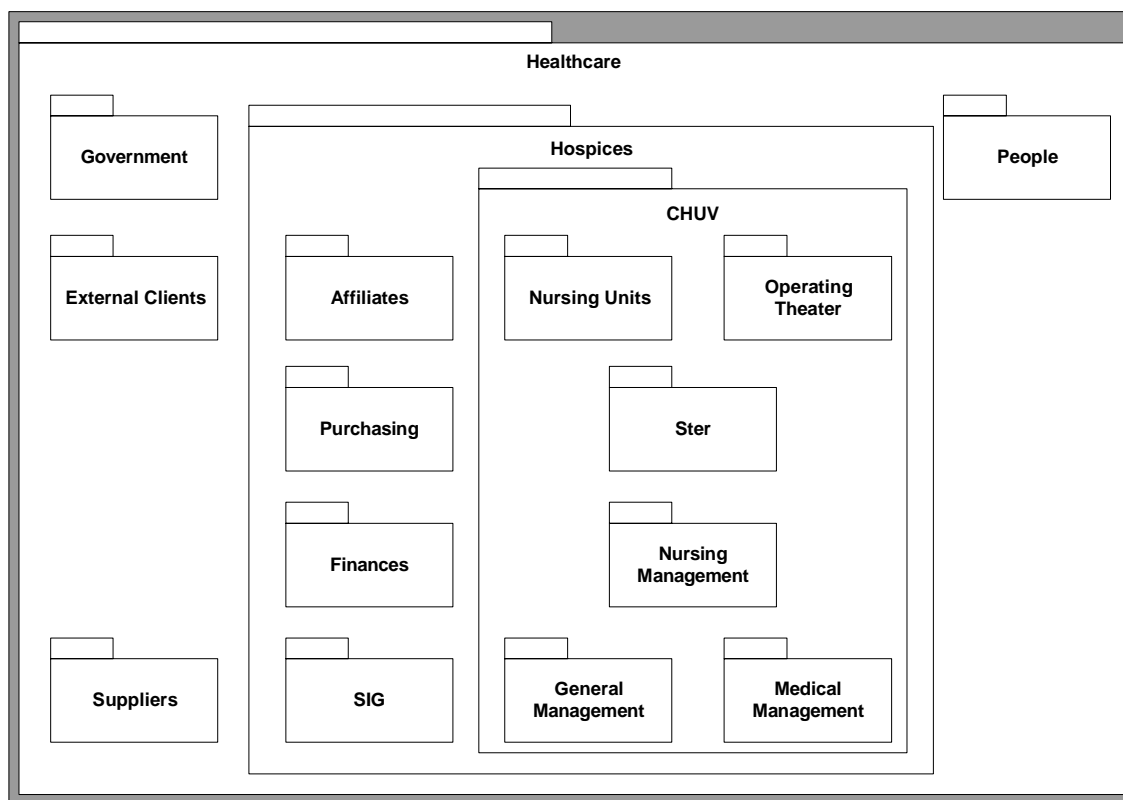 Healthcare
Government
Hospices
People
CHUV
External Clients
Affiliates
Nursing Units
Operating
Theater
Purchasing
Ster
Finances
Nursing
Management
Suppliers
SIG
General
Management
Medical
Management